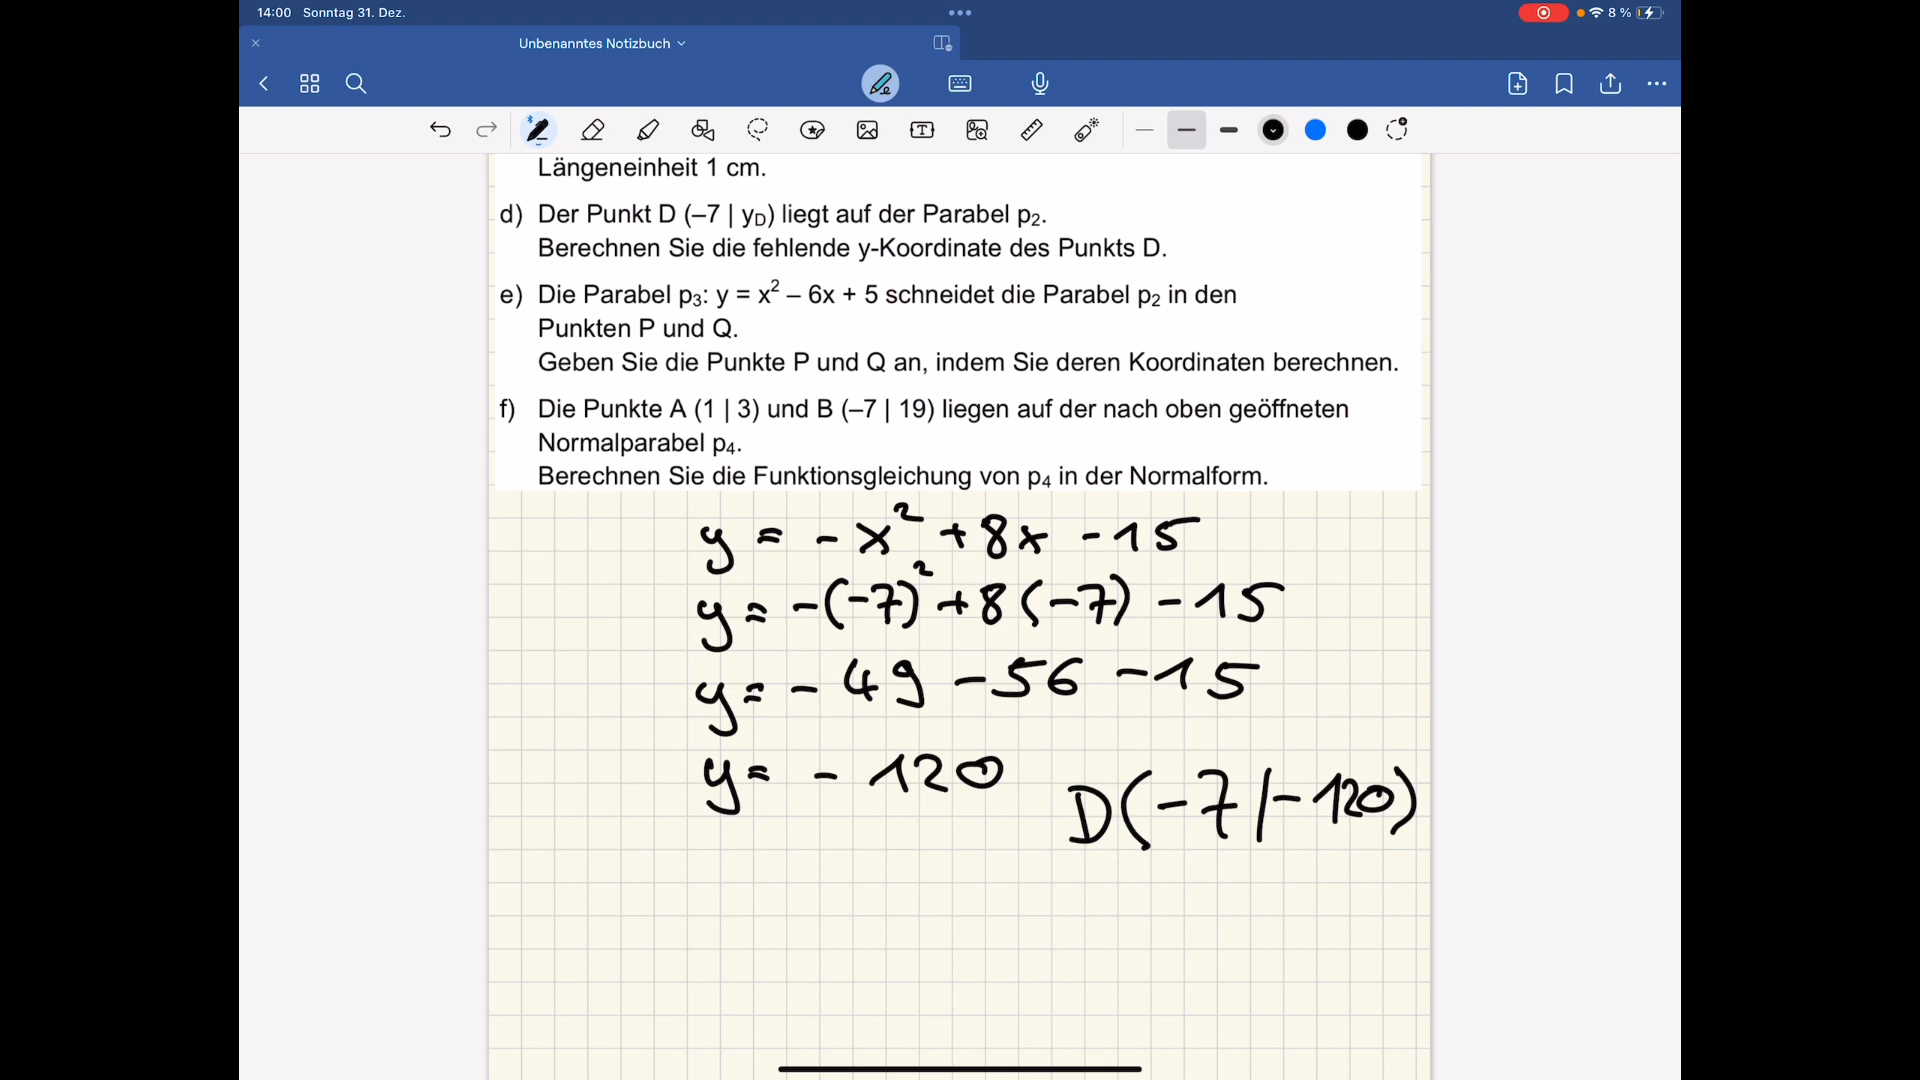 14:00 Sonntag 31. Dez.
8 %
Unbenanntes Notizbuch
Längeneinheit 1 cm.
d) Der Punkt D (–7 | y_D) liegt auf der Parabel p₂.
Berechnen Sie die fehlende y-Koordinate des Punkts D.
e) Die Parabel p₃: y = x² – 6x + 5 schneidet die Parabel p₂ in den
Punkten P und Q.
Geben Sie die Punkte P und Q an, indem Sie deren Koordinaten berechnen.
f) Die Punkte A (1 | 3) und B (–7 | 19) liegen auf der nach oben geöffneten
Normalparabel p₄.
Berechnen Sie die Funktionsgleichung von p₄ in der Normalform.
y = - x² + 8x - 15
y = -(-7)² + 8(-7) - 15
y = - 49 - 56 - 15
y = - 120
D(-7|-120)